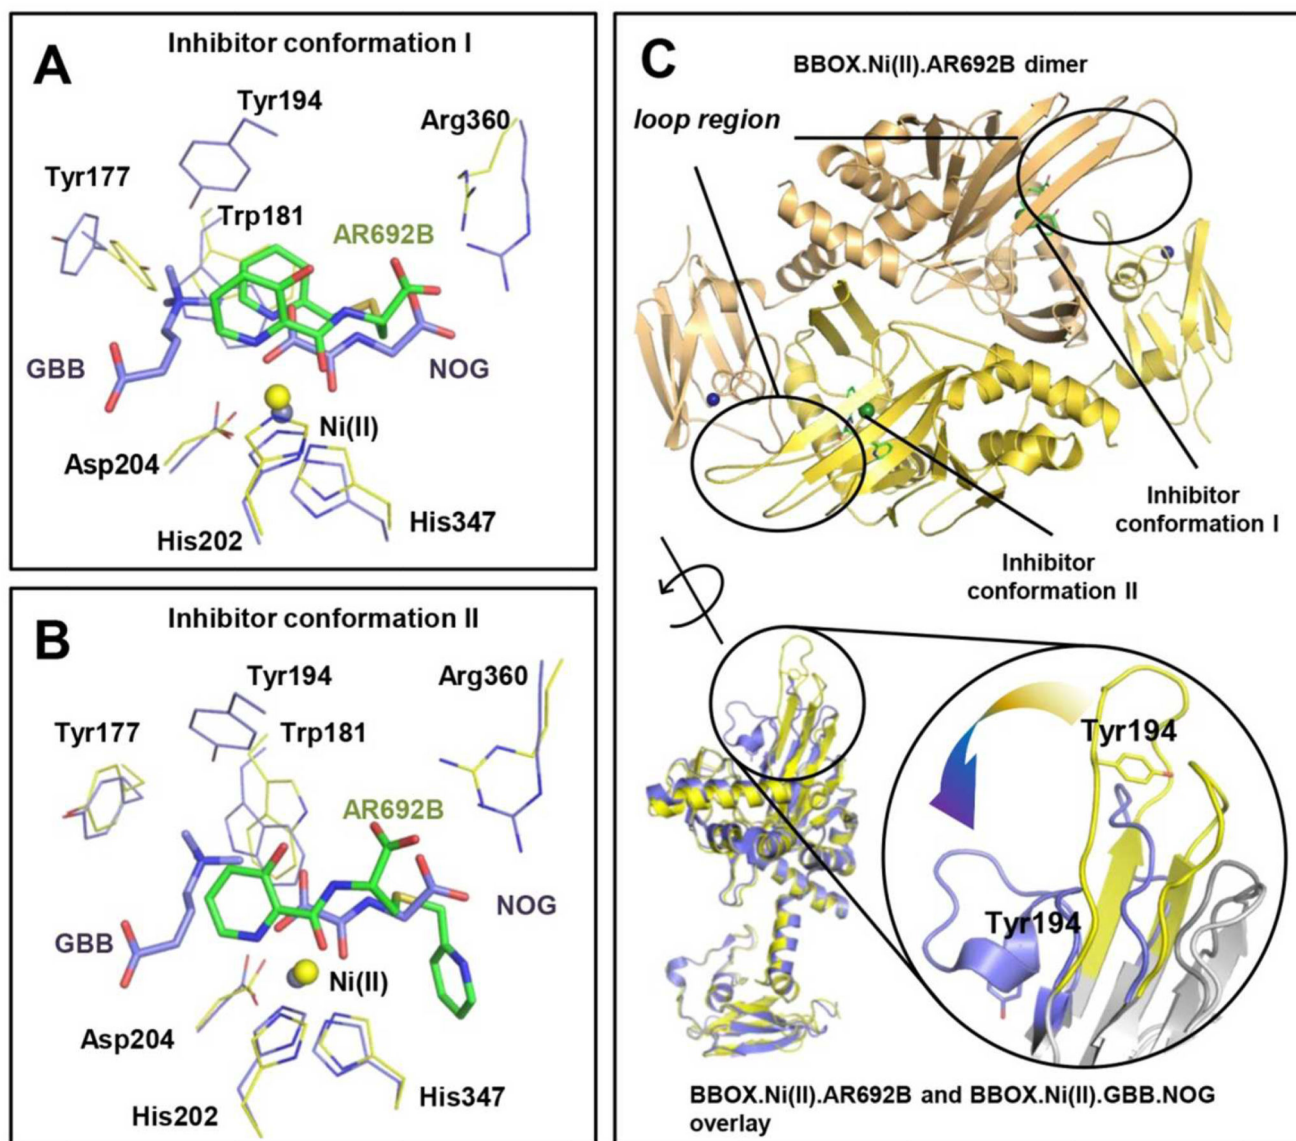 A
Inhibitor conformation I
Tyr194
Arg360
Tyr177
Trp181
AR692B
GBB
NOG
Ni(II)
Asp204
His202
His347
B
Inhibitor conformation II
Tyr194
Arg360
Tyr177
Trp181
AR692B
NOG
GBB
Ni(II)
Asp204
His347
His202
C
BBOX.Ni(II).AR692B dimer
loop region
Inhibitor
conformation I
Inhibitor
conformation II
Tyr194
Tyr194
BBOX.Ni(II).AR692B and BBOX.Ni(II).GBB.NOG
overlay